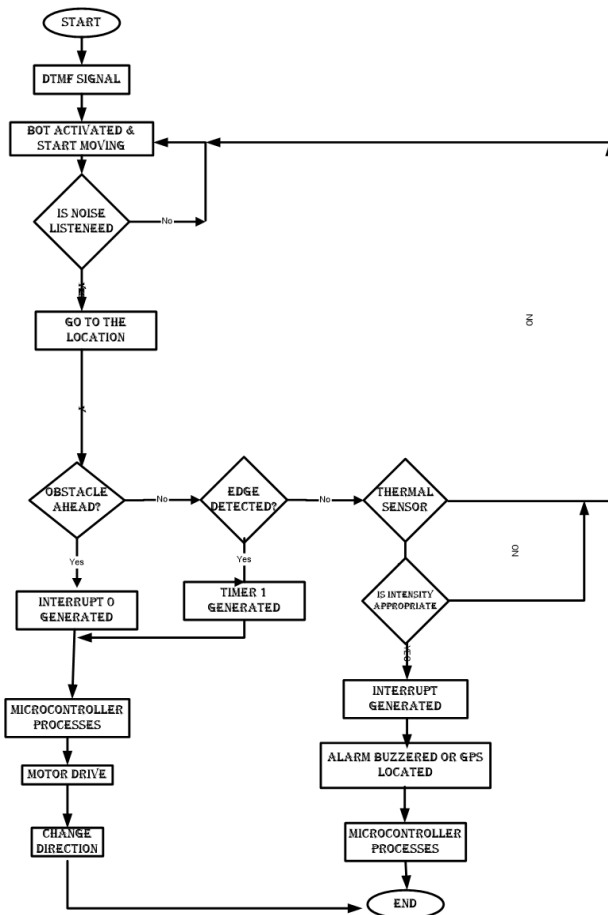 START
DTMF SIGNAL
BOT ACTIVATED &
START MOVING
IS NOISE
LISTENEED
No
YES
GO TO THE
LOCATION
NO
OBSTACLE
AHEAD?
No
EDGE
DETECTED?
No
THERMAL
SENSOR
Yes
Yes
NO
INTERRUPT 0
GENERATED
TIMER 1
GENERATED
IS INTENSITY
APPROPRIATE
YES
MICROCONTROLLER
PROCESSES
INTERRUPT
GENERATED
MOTOR DRIVE
ALARM BUZZERED OR GPS
LOCATED
CHANGE
DIRECTION
MICROCONTROLLER
PROCESSES
END